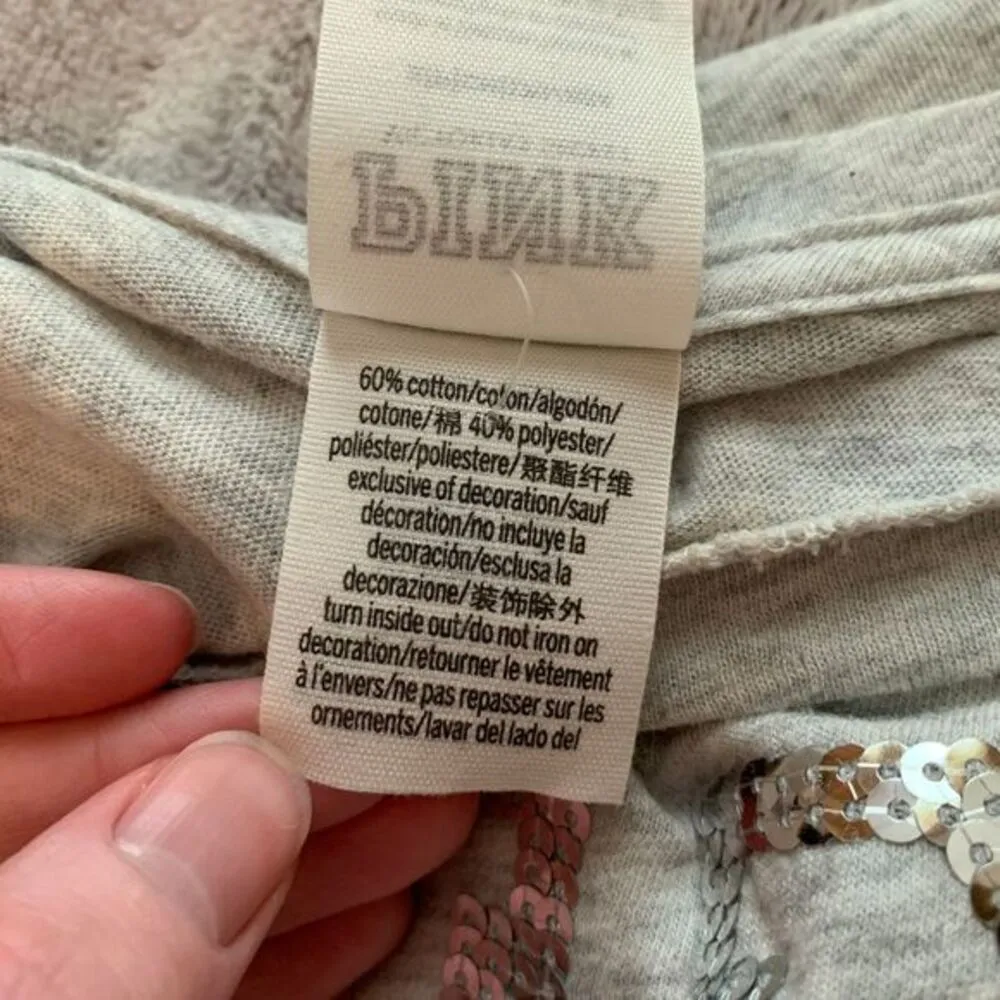 PINK
60% cotton/coton/algodón/
cotone/棉 40% polyester/
poliéster/poliestere/聚酯纤维
exclusive of decoration/sauf
décoration/no incluye la
decoración/esclusa la
decorazione/装饰除外
turn inside out/do not iron on
decoration/retourner le vêtement
à l'envers/ne pas repasser sur les
ornements/lavar del lado del